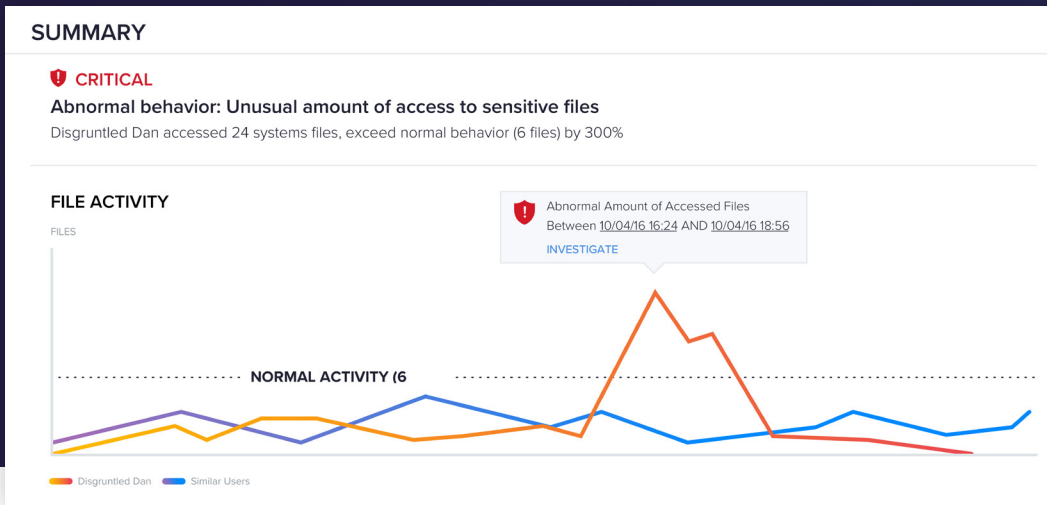 SUMMARY
CRITICAL
Abnormal behavior: Unusual amount of access to sensitive files
Disgruntled Dan accessed 24 systems files, exceed normal behavior (6 files) by 300%
FILE ACTIVITY
Abnormal Amount of Accessed Files
Between 10/04/16 16:24 AND 10/04/16 18:56
INVESTIGATE
FILES
NORMAL ACTIVITY (6
Disgruntled Dan
Similar Users